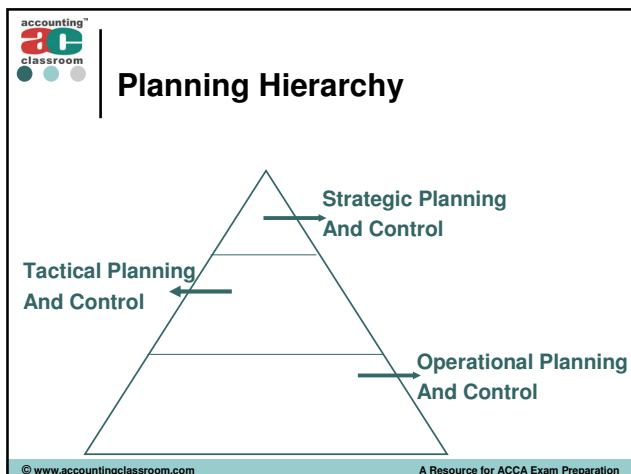 accounting™
ac
classroom
Planning Hierarchy
Strategic Planning
And Control
Tactical Planning
And Control
Operational Planning
And Control
© www.accountingclassroom.com
A Resource for ACCA Exam Preparation